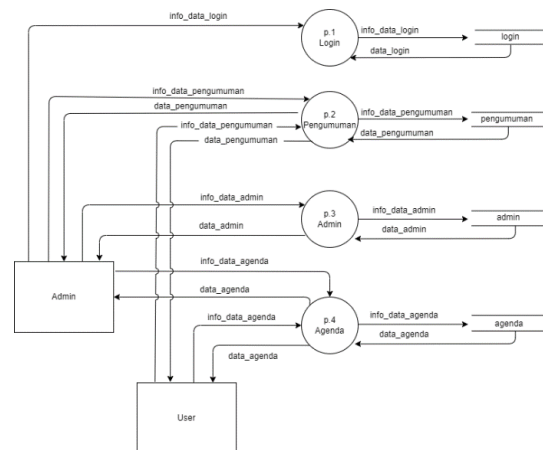 info_data_login
p.1
Login
info_data_login
login
data_login
info_data_pengumuman
data_pengumuman
info_data_pengumuman
data_pengumuman
p.2
Pengumuman
info_data_pengumuman
pengumuman
data_pengumuman
info_data_admin
data_admin
p.3
Admin
info_data_admin
admin
data_admin
Admin
info_data_agenda
data_agenda
info_data_agenda
data_agenda
p.4
Agenda
info_data_agenda
agenda
data_agenda
User